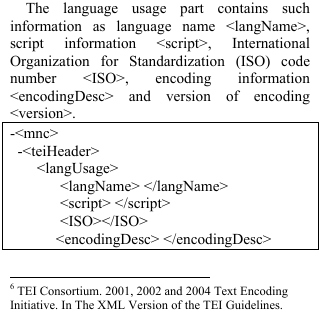 The language usage part contains such
information as language name <langName>,
script information <script>, International
Organization for Standardization (ISO) code
number <ISO>, encoding information
<encodingDesc> and version of encoding
<version>.
-<mnc>
-<teiHeader>
<langUsage>
<langName> </langName>
<script> </script>
<ISO></ISO>
<encodingDesc> </encodingDesc>
6 TEI Consortium. 2001, 2002 and 2004 Text Encoding
Initiative. In The XML Version of the TEI Guidelines.